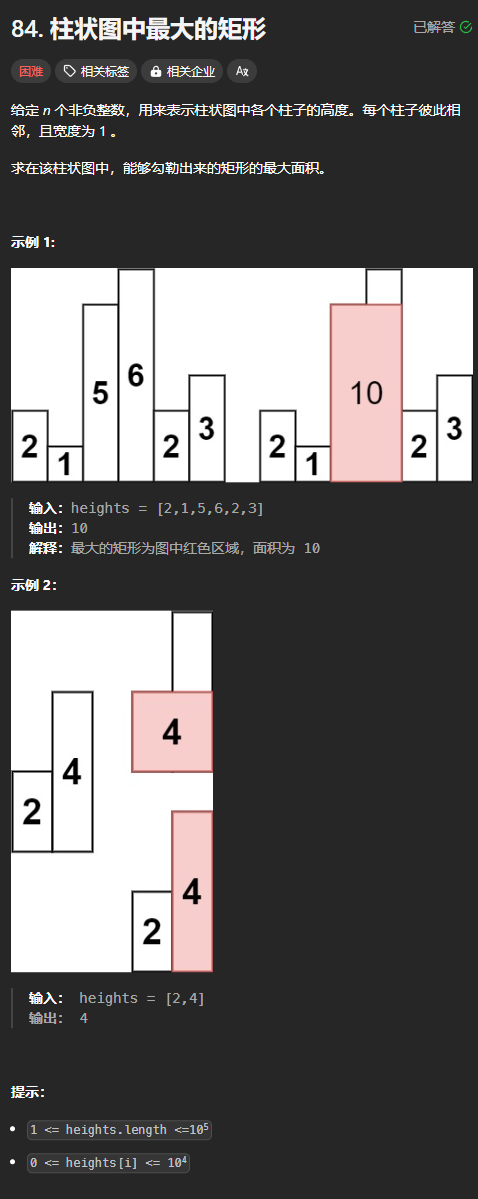 84. 柱状图中最大的矩形
已解答
困难 相关标签 相关企业 Aあ
给定 n 个非负整数，用来表示柱状图中各个柱子的高度。每个柱子彼此相
邻，且宽度为 1 。
求在该柱状图中，能够勾勒出来的矩形的最大面积。
示例 1:
2 1 5 6 2 3 2 1 10 2 3
输入：heights = [2,1,5,6,2,3]
输出：10
解释：最大的矩形为图中红色区域，面积为 10
示例 2：
4
2 4
2 4
输入： heights = [2,4]
输出： 4
提示：
1 <= heights.length <=10⁵
0 <= heights[i] <= 10⁴